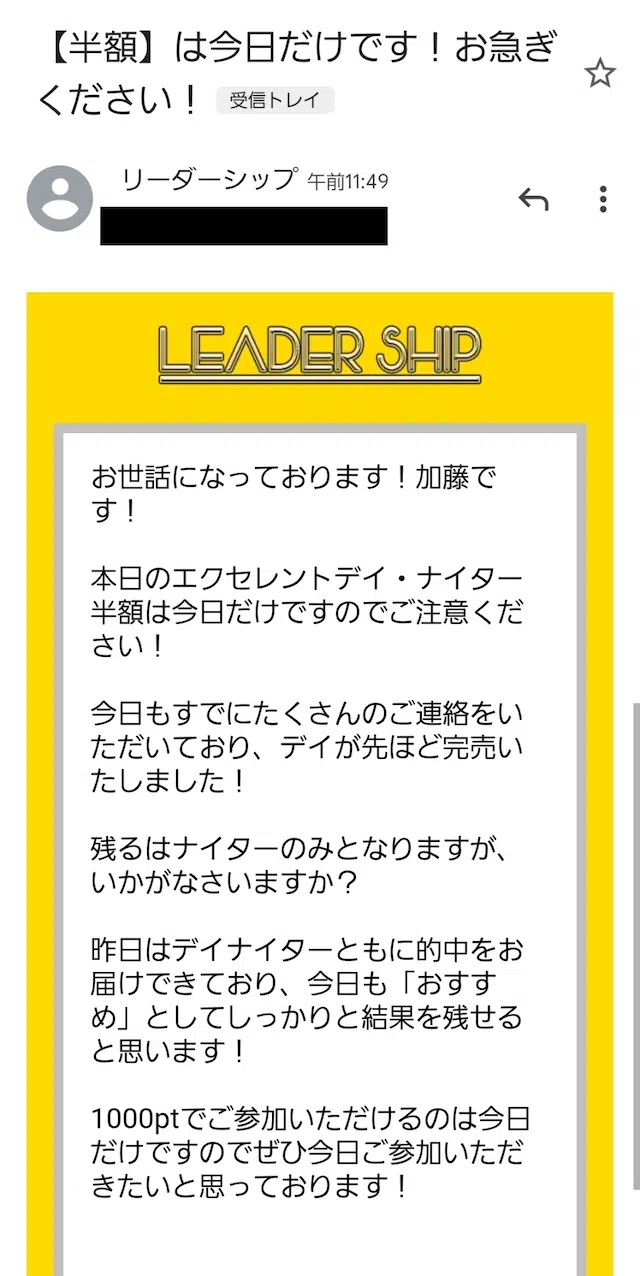 【半額】は今日だけです！お急ぎ
ください！ 受信トレイ
リーダーシップ 午前11:49
LEADER SHIP
お世話になっております！加藤で
す！
本日のエクセレントデイ・ナイター
半額は今日だけですのでご注意くだ
さい！
今日もすでにたくさんのご連絡をい
ただいており、デイが先ほど完売い
たしました！
残るはナイターのみとなりますが、
いかがなさいますか？
昨日はデイナイターともに的中をお
届けできており、今日も「おすす
め」としてしっかりと結果を残せる
と思います！
1000ptでご参加いただけるのは今日
だけですのでぜひ今日ご参加いただ
きたいと思っております！